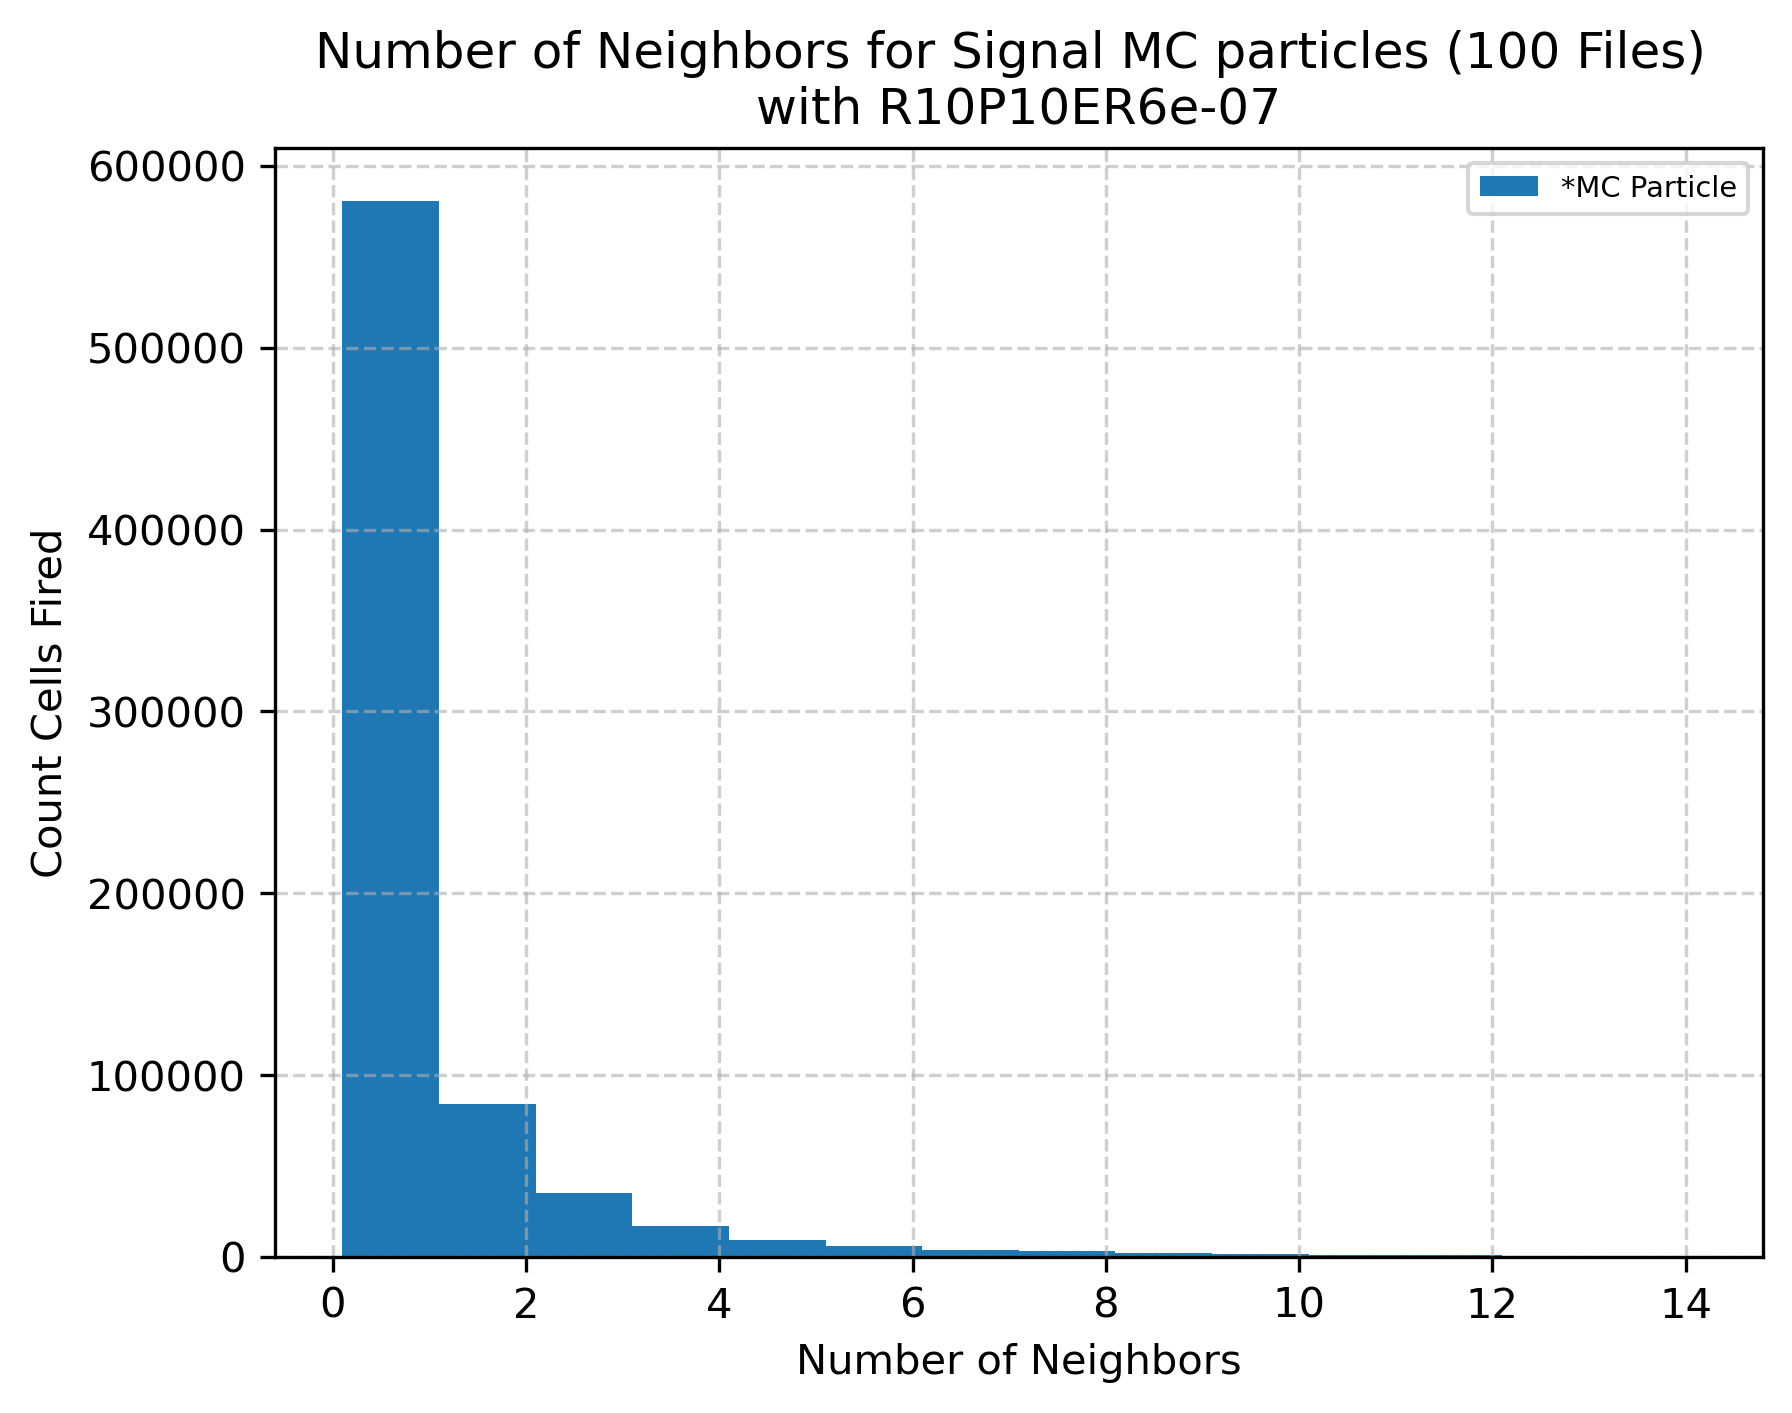 Number of Neighbors for Signal MC particles (100 Files)
with R10P10ER6e-07
*MC Particle
Count Cells Fired
600000
500000
400000
300000
200000
100000
0
0 2 4 6 8 10 12 14
Number of Neighbors